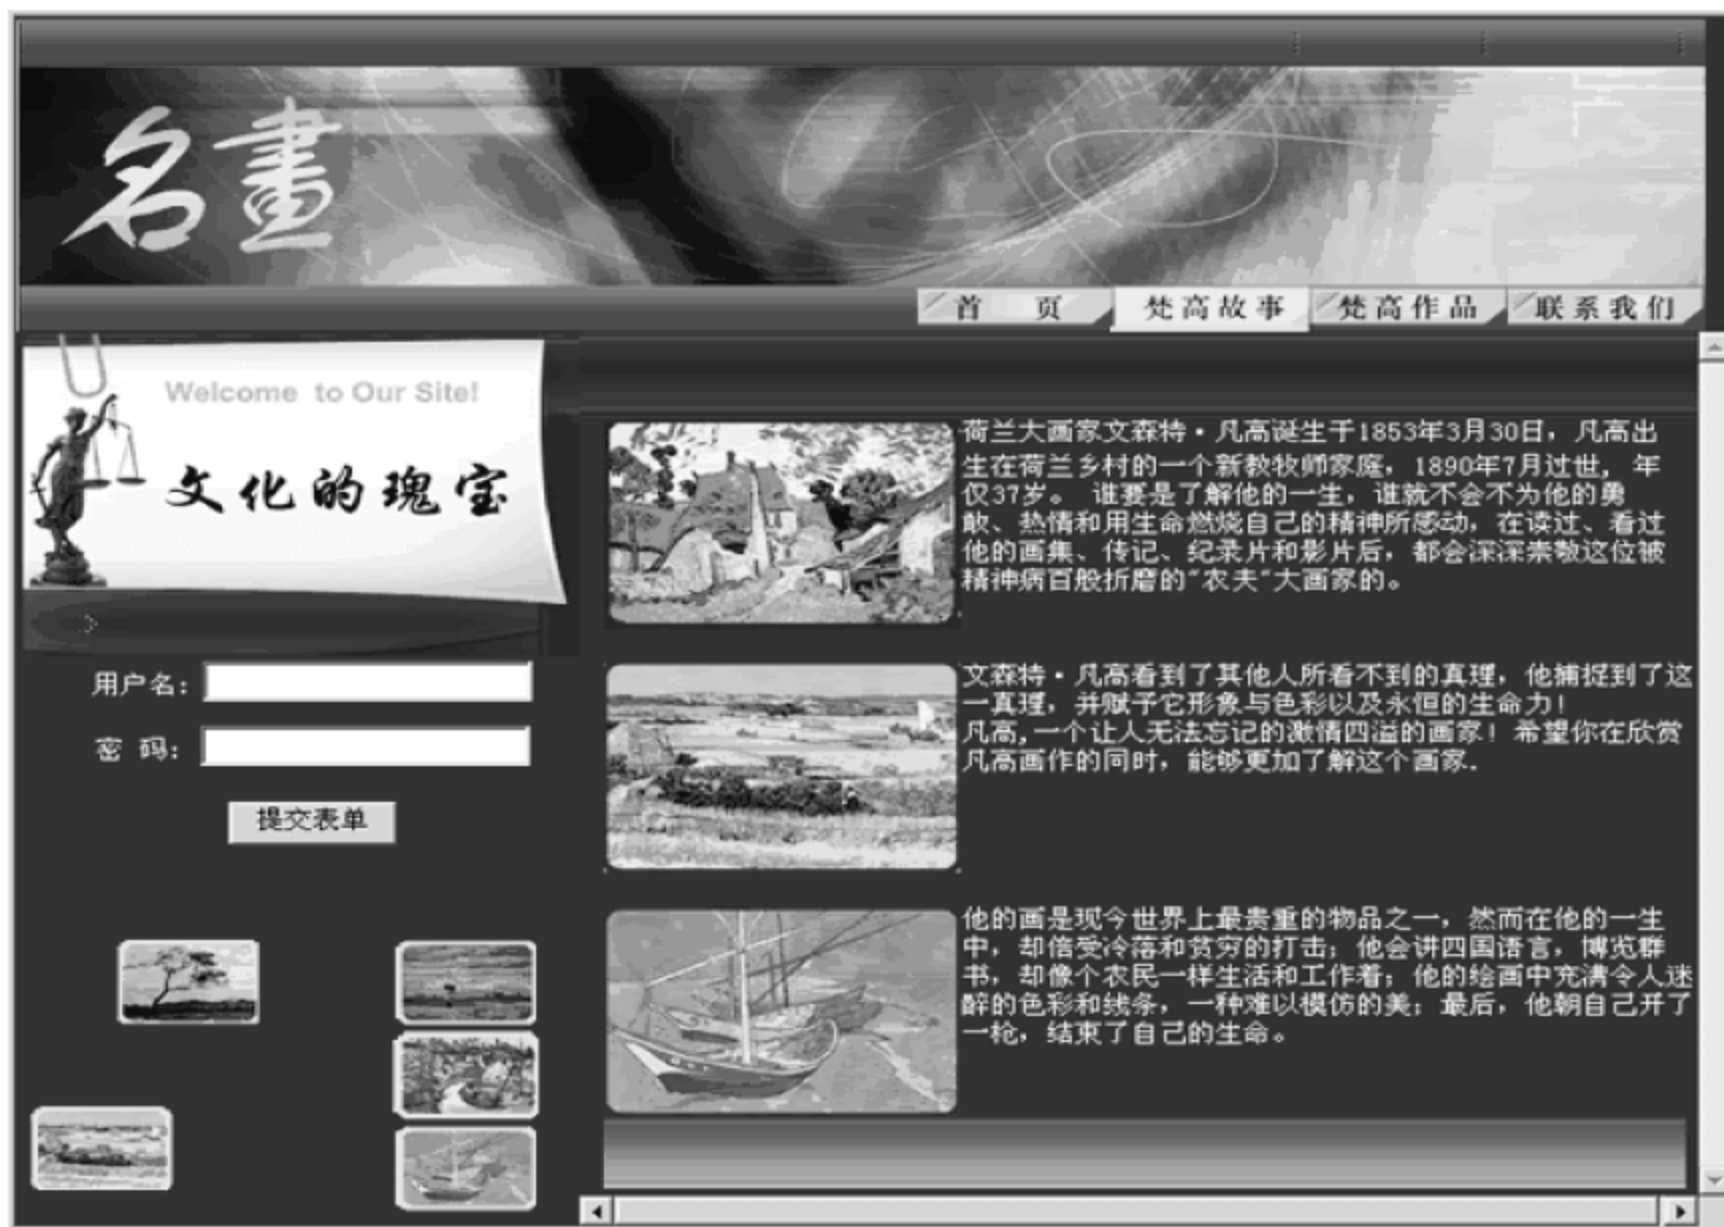 名畫
首 页
梵高故事
梵高作品
联系我们
Welcome to Our Site!
文化的瑰宝
用户名:
密 码:
提交表单
荷兰大画家文森特·凡高诞生于1853年3月30日，凡高出
生在荷兰乡村的一个新教牧师家庭，1890年7月过世, 年
仅37岁。 谁要是了解他的一生，谁就不会不为他的勇
敢、热情和用生命燃烧自己的精神所感动，在读过、看过
他的画集、传记、纪录片和影片后，都会深深崇敬这位被
精神病百般折磨的"农夫"大画家的。
文森特·凡高看到了其他人所看不到的真理，他捕捉到了这
一真理，并赋予它形象与色彩以及永恒的生命力！
凡高,一个让人无法忘记的激情四溢的画家！希望你在欣赏
凡高画作的同时，能够更加了解这个画家.
他的画是现今世界上最贵重的物品之一，然而在他的一生
中，却倍受冷落和贫穷的打击；他会讲四国语言，博览群
书，却像个农民一样生活和工作着；他的绘画中充满令人迷
醉的色彩和线条，一种难以模仿的美；最后，他朝自己开了
一枪，结束了自己的生命。